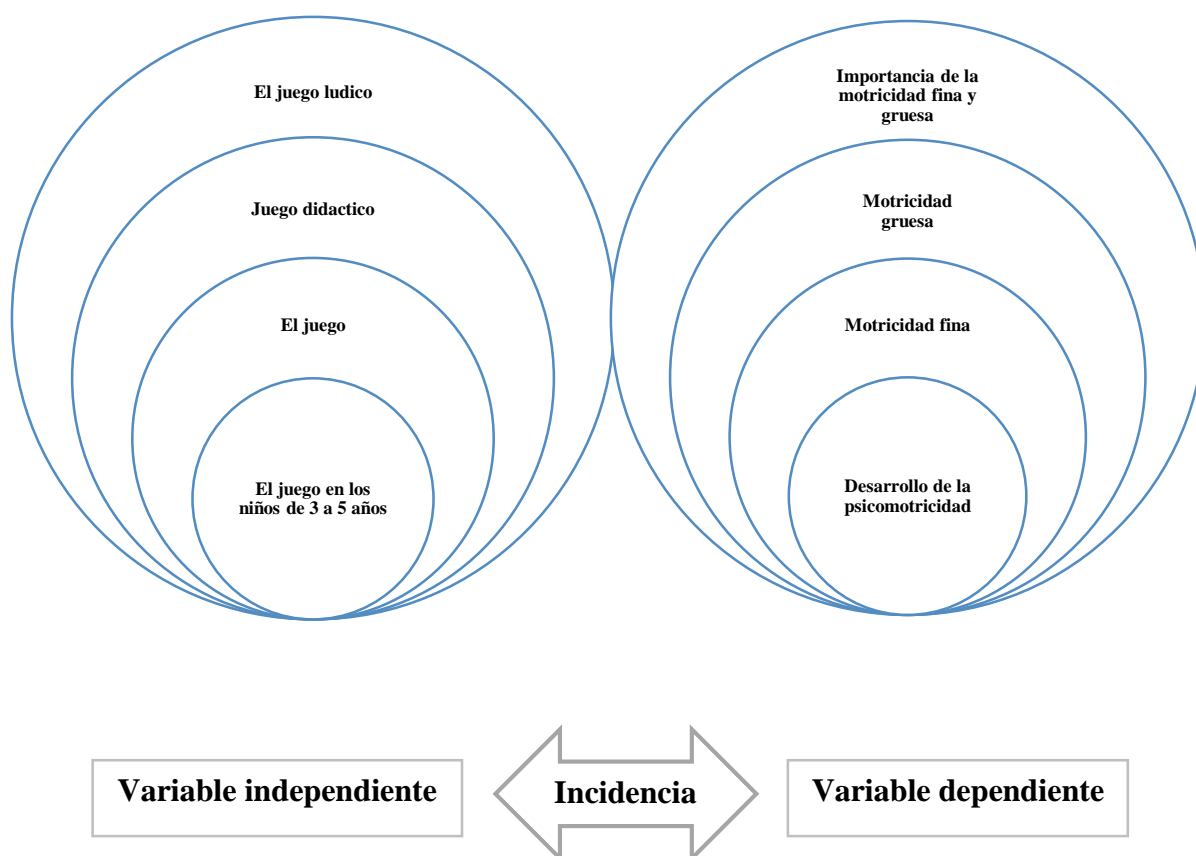 El juego ludico
Juego didactico
El juego
El juego en los
niños de 3 a 5 años
Importancia de la
motricidad fina y
gruesa
Motricidad
gruesa
Motricidad fina
Desarrollo de la
psicomotricidad
Variable independiente
Incidencia
Variable dependiente